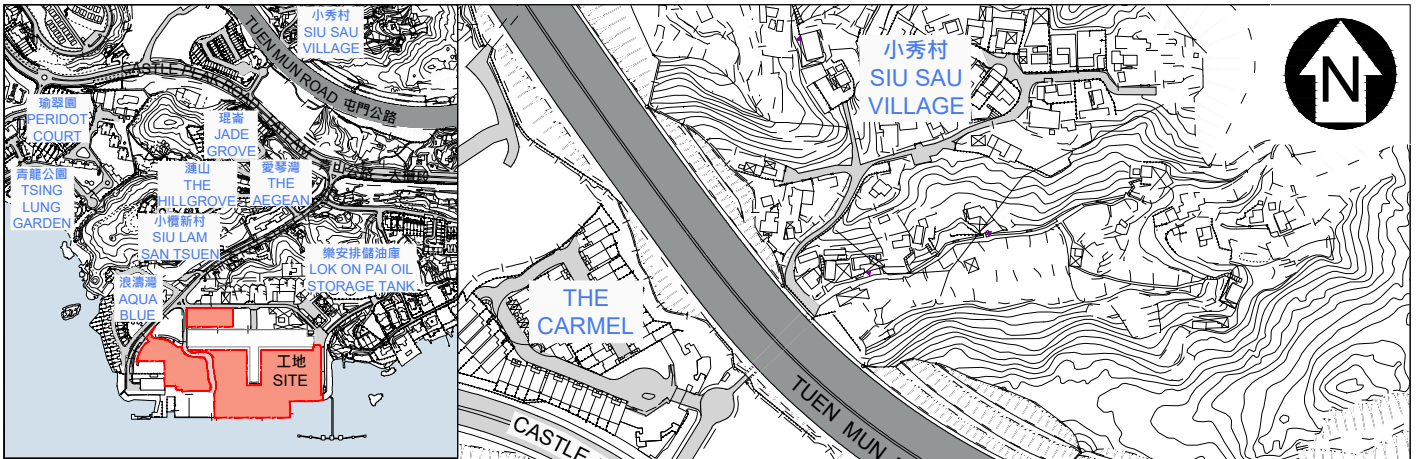 小秀村
SIU SAU
VILLAGE
TUEN MUN ROAD 屯門公路
CASTLE PEAK
瑜翠園
PERIDOT
COURT
琨崙
JADE
GROVE
青龍公園
TSING
LUNG
GARDEN
漣山
THE
HILLGROVE
愛琴灣
THE
AEGEAN
小欖新村
SIU LAM
SAN TSUEN
樂安排儲油庫
LOK ON PAI OIL
STORAGE TANK
浪濤灣
AQUA
BLUE
工地
SITE
小秀村
SIU SAU
VILLAGE
N
THE
CARMEL
TUEN MUN
CASTLE